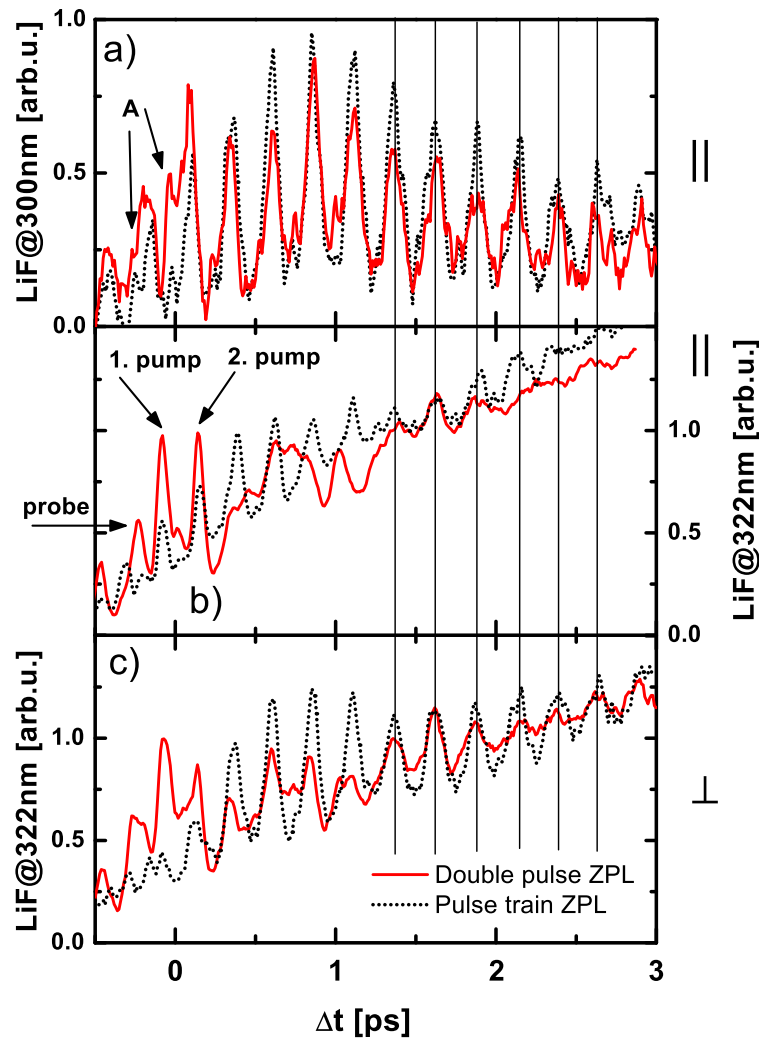 a)
1.0
0.5
0.0
LiF@300nm [arb.u.]
A
||
1. pump
2. pump
probe
b)
||
1.0
0.5
0.0
LiF@322nm [arb.u.]
c)
LiF@322nm [arb.u.]
1.0
0.5
0.0
⊥
Double pulse ZPL
Pulse train ZPL
0 1 2 3
Δt [ps]